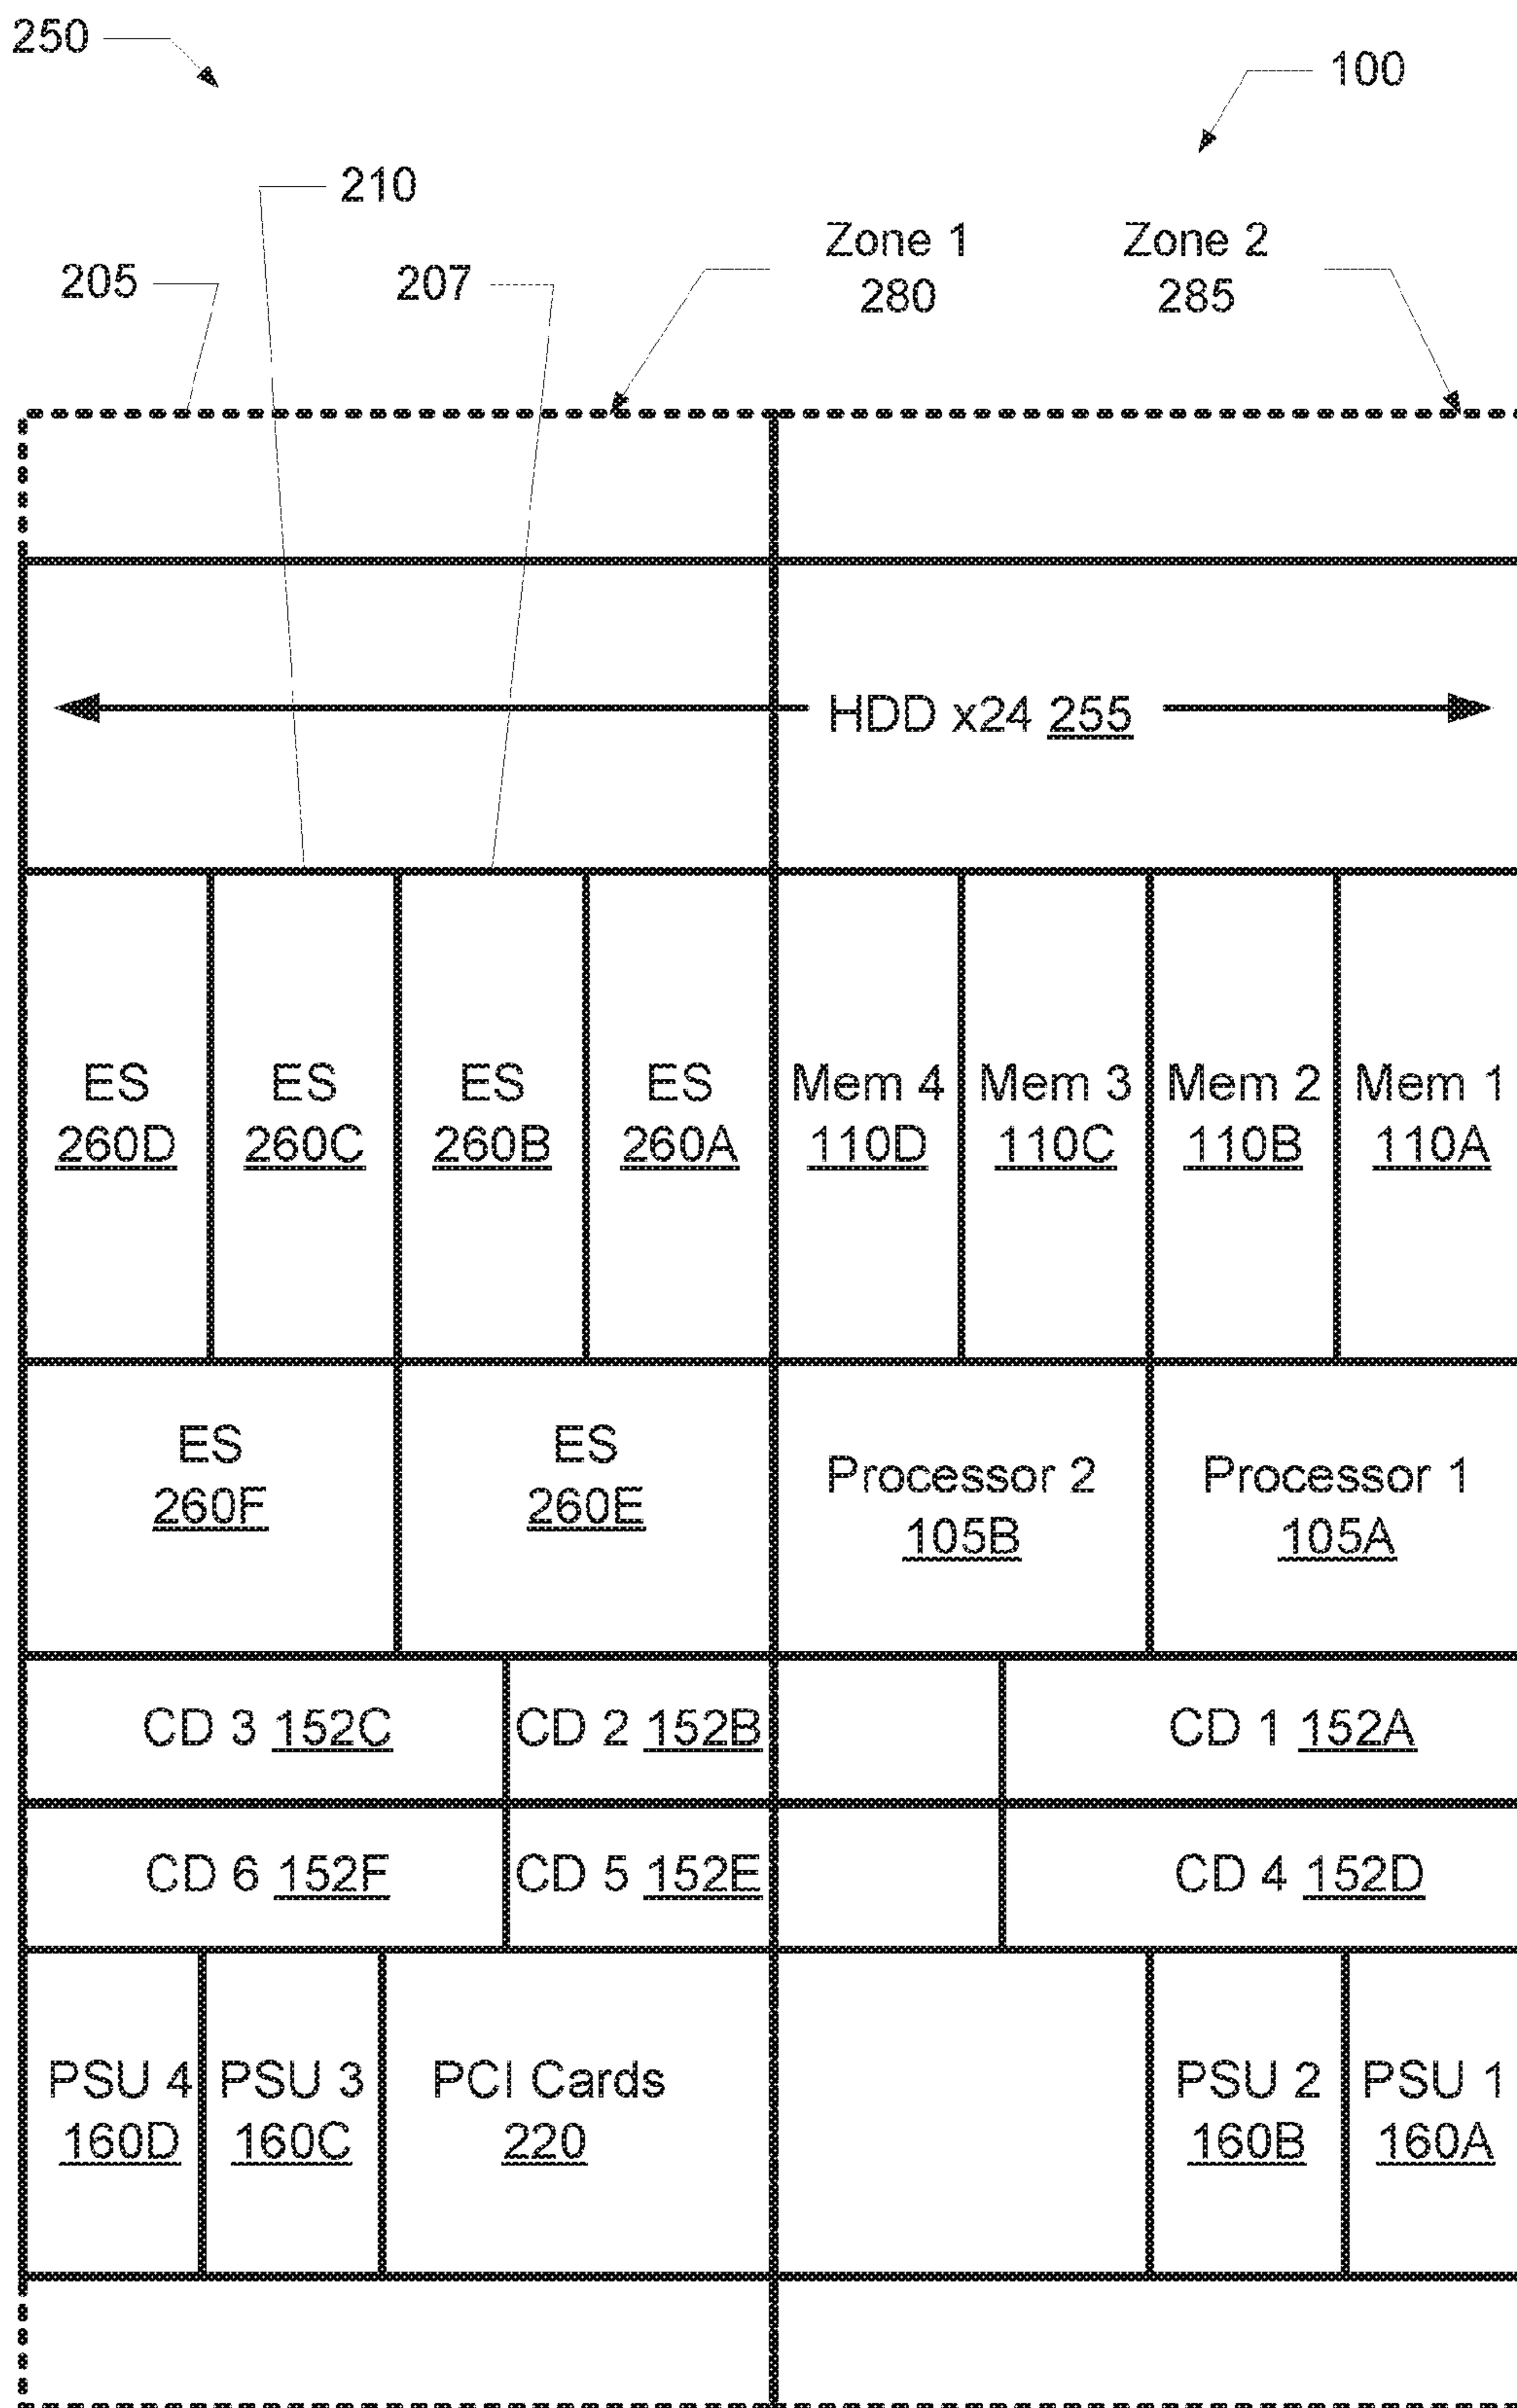 250
100
210
Zone 1
280
Zone 2
285
205
207
HDD x24 255
ES
260D
ES
260C
ES
260B
ES
260A
Mem 4
110D
Mem 3
110C
Mem 2
110B
Mem 1
110A
ES
260F
ES
260E
Processor 2
105B
Processor 1
105A
CD 3 152C
CD 2 152B
CD 1 152A
CD 6 152F
CD 5 152E
CD 4 152D
PSU 4
160D
PSU 3
160C
PCI Cards
220
PSU 2
160B
PSU 1
160A